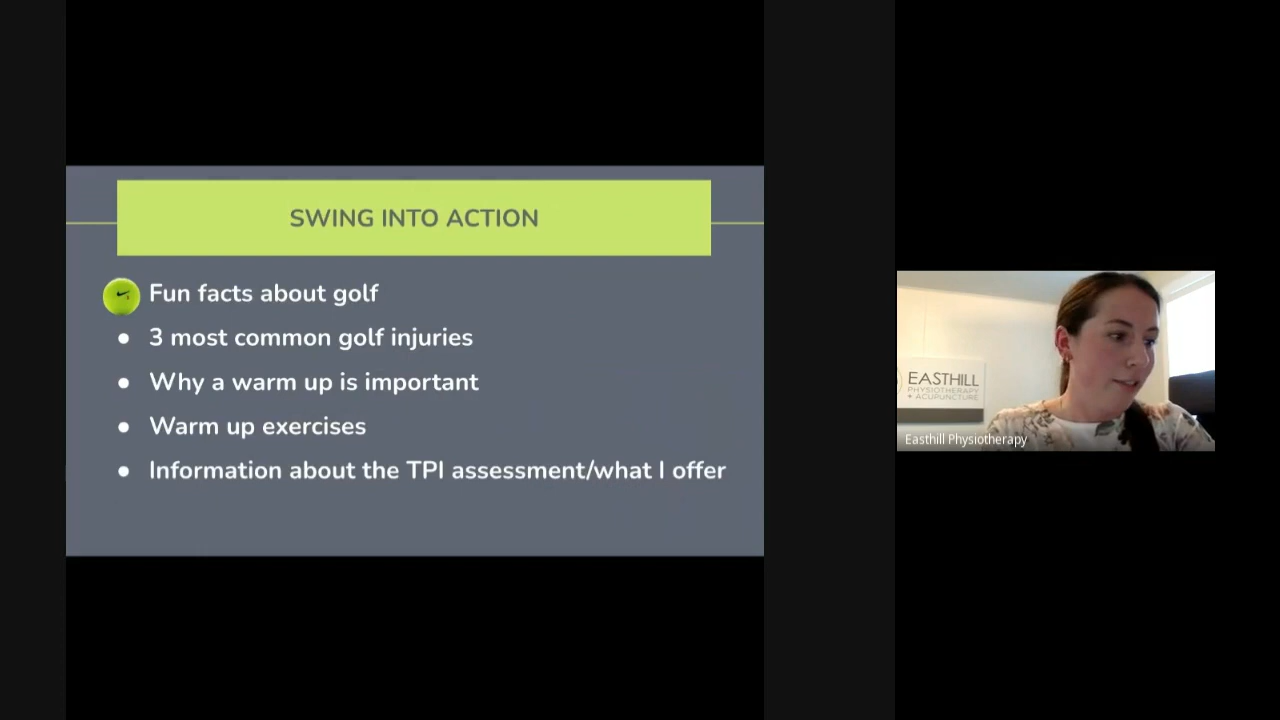 SWING INTO ACTION
Fun facts about golf
3 most common golf injuries
Why a warm up is important
Warm up exercises
Information about the TPI assessment/what I offer
EASTHILL
PHYSIOTHERAPY
+ ACUPUNCTURE
Easthill Physiotherapy